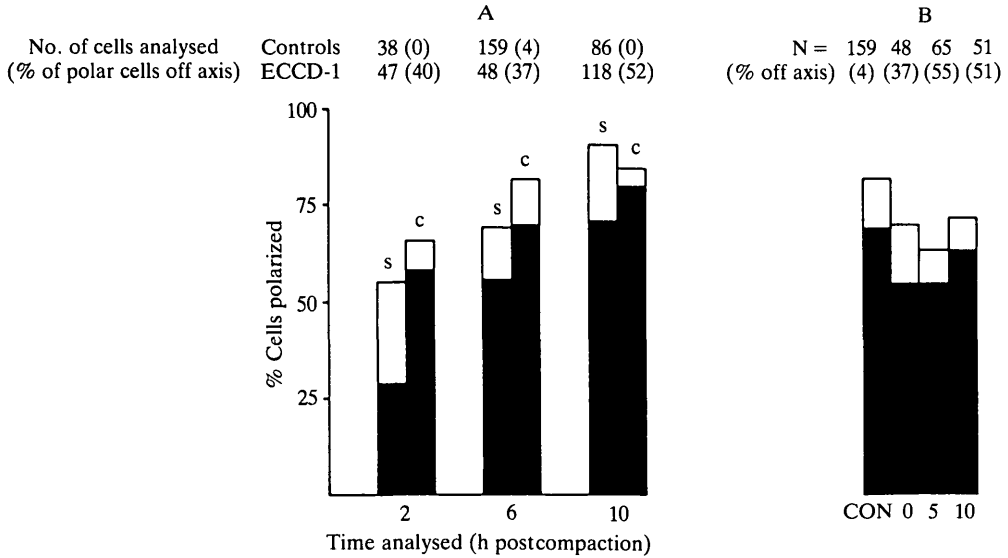 A
B
No. of cells analysed Controls 38 (0) 159 (4) 86 (0)
(% of polar cells off axis) ECCD-1 47 (40) 48 (37) 118 (52)
N = 159 48 65 51
(% off axis) (4) (37) (55) (51)
100
75
50
25
% Cells polarized
s
c
s
c
s
c
2 6 10
Time analysed (h postcompaction)
CON 0 5 10